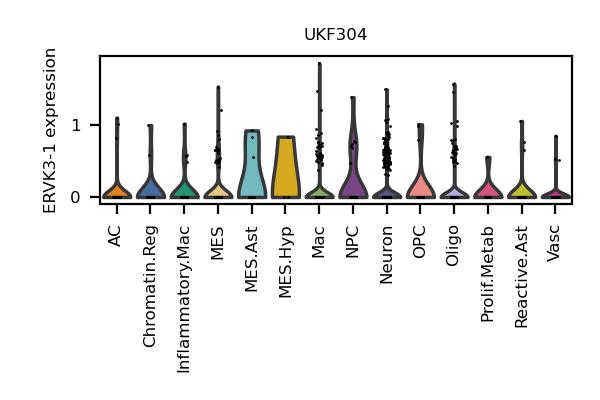 UKF304
ERVK3-1 expression
1
0
AC
Chromatin.Reg
Inflammatory.Mac
MES
MES.Ast
MES.Hyp
Mac
NPC
Neuron
OPC
Oligo
Prolif.Metab
Reactive.Ast
Vasc